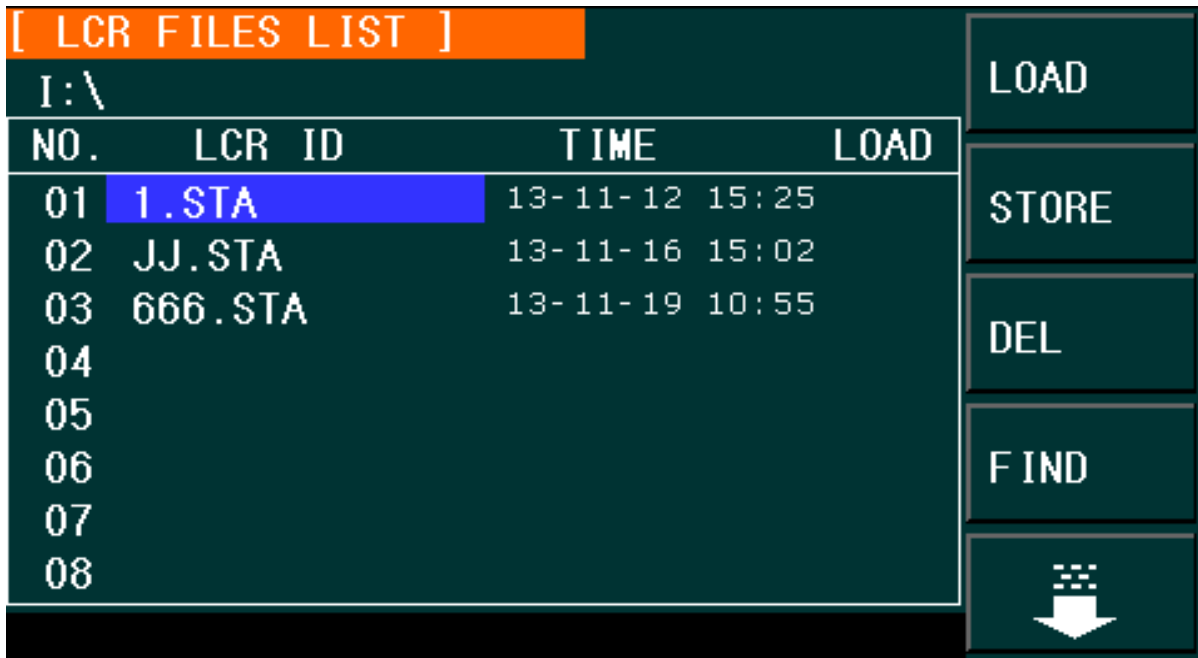 [ LCR FILES LIST ]
I:\
NO. LCR ID TIME LOAD
01 1.STA 13-11-12 15:25
02 JJ.STA 13-11-16 15:02
03 666.STA 13-11-19 10:55
04
05
06
07
08
LOAD
STORE
DEL
FIND